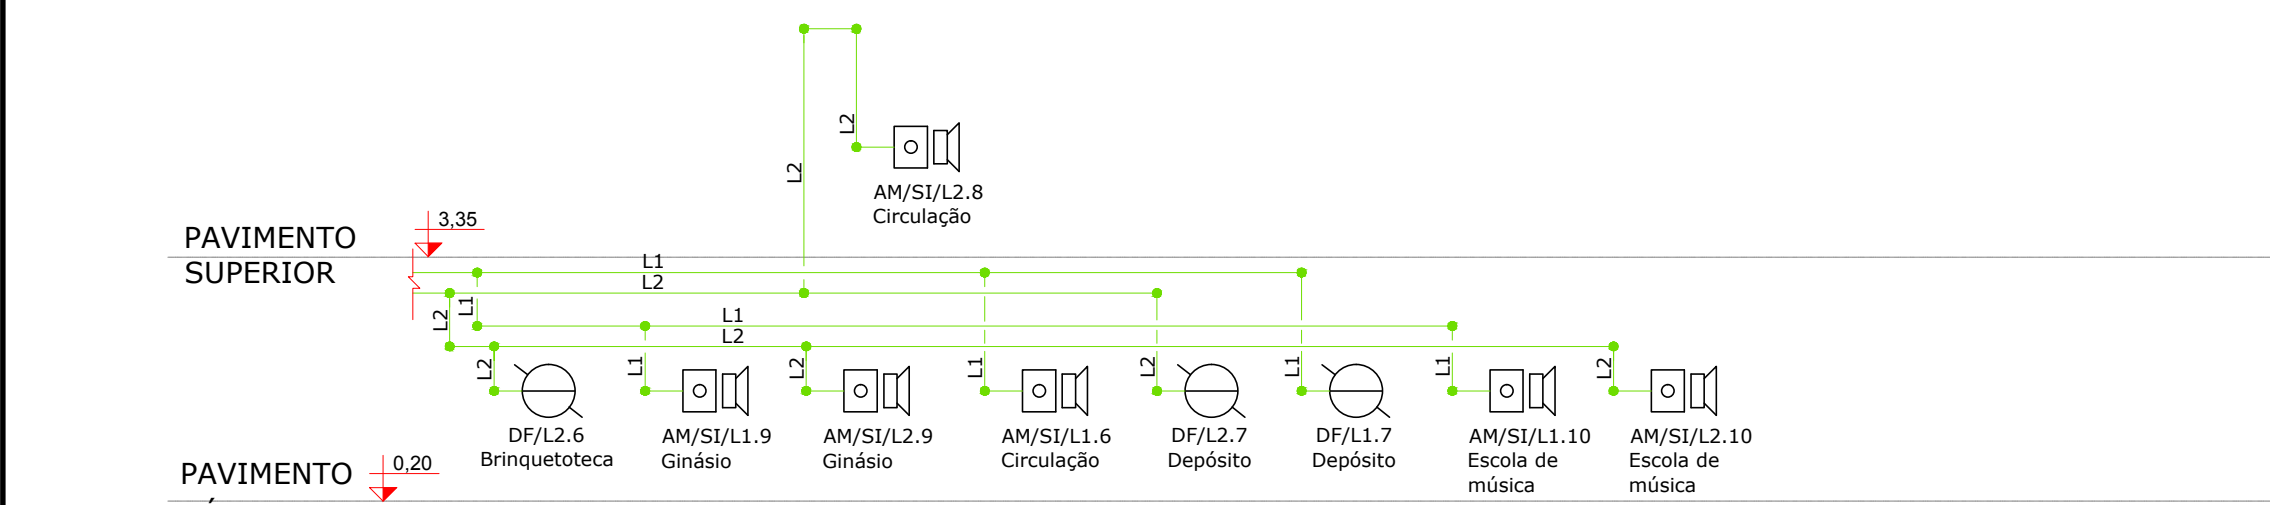 L2
L2
AM/SI/L2.8
Circulação
3,35
PAVIMENTO
SUPERIOR
L1
L2
L1
L2
L1
L2
L2
L1
L2
L1
L2
L1
L1
L2
DF/L2.6
Brinquetoteca
AM/SI/L1.9
Ginásio
AM/SI/L2.9
Ginásio
AM/SI/L1.6
Circulação
DF/L2.7
Depósito
DF/L1.7
Depósito
AM/SI/L1.10
Escola de
música
AM/SI/L2.10
Escola de
música
0,20
PAVIMENTO